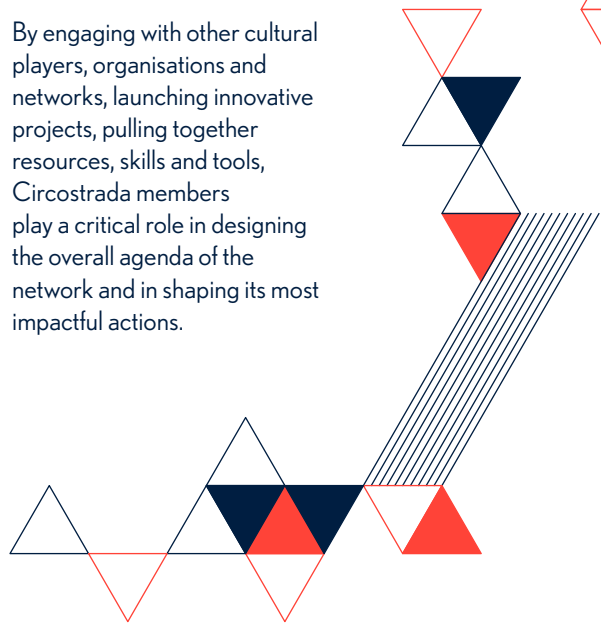 By engaging with other cultural
players, organisations and
networks, launching innovative
projects, pulling together
resources, skills and tools,
Circostrada members
play a critical role in designing
the overall agenda of the
network and in shaping its most
impactful actions.